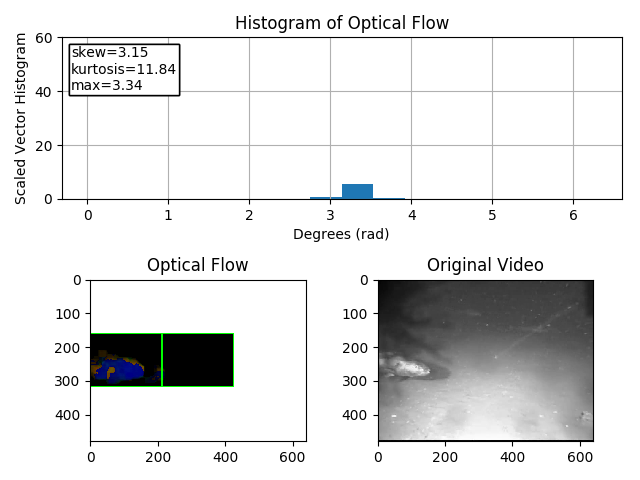 Histogram of Optical Flow
Scaled Vector Histogram
60
40
20
0
skew=3.15
kurtosis=11.84
max=3.34
0 1 2 3 4 5 6
Degrees (rad)
Optical Flow
0
100
200
300
400
0 200 400 600
Original Video
0
100
200
300
400
0 200 400 600